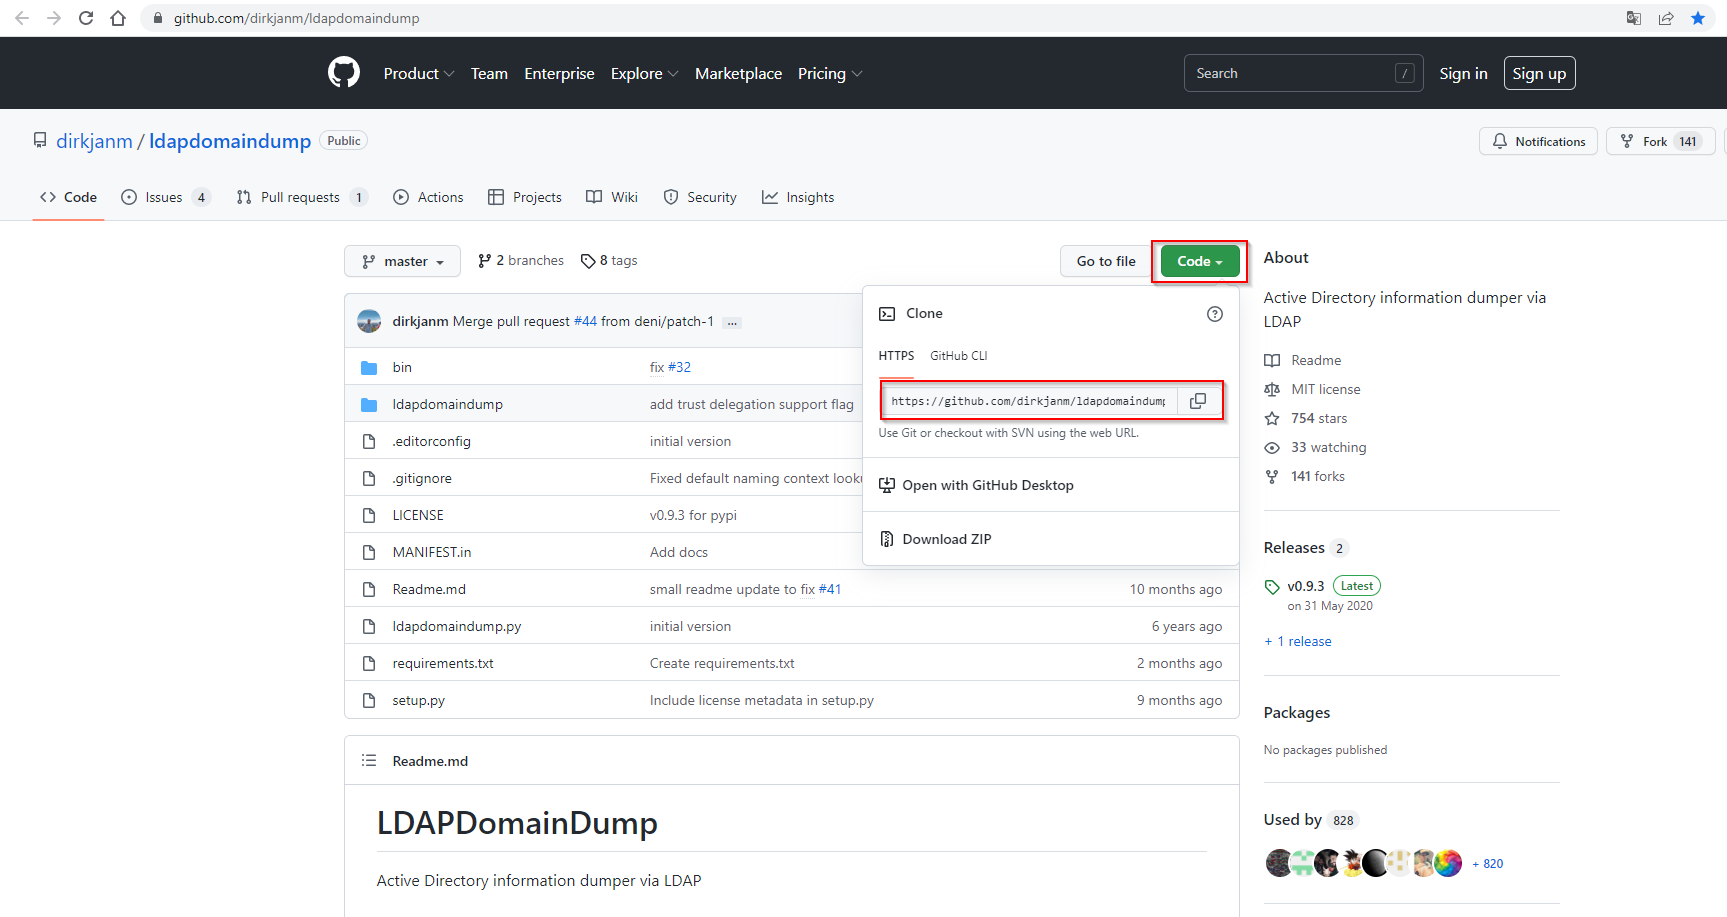 github.com/dirkjanm/ldapdomaindump
Product Team Enterprise Explore Marketplace Pricing
Search /
Sign in Sign up
dirkjanm / ldapdomaindump Public
Notifications Fork 141
Code Issues 4 Pull requests 1 Actions Projects Wiki Security Insights
master 2 branches 8 tags Go to file Code
dirkjanm Merge pull request #44 from deni/patch-1 ...
bin fix #32
ldapdomaindump add trust delegation support flag
.editorconfig initial version
.gitignore Fixed default naming context looku
LICENSE v0.9.3 for pypi
MANIFEST.in Add docs
Readme.md small readme update to fix #41 10 months ago
ldapdomaindump.py initial version 6 years ago
requirements.txt Create requirements.txt 2 months ago
setup.py Include license metadata in setup.py 9 months ago
Clone
HTTPS GitHub CLI
https://github.com/dirkjanm/ldapdomaindump
Use Git or checkout with SVN using the web URL.
Open with GitHub Desktop
Download ZIP
Readme.md
LDAPDomainDump
Active Directory information dumper via LDAP
About
Active Directory information dumper via
LDAP
Readme
MIT license
754 stars
33 watching
141 forks
Releases 2
v0.9.3 Latest
on 31 May 2020
+ 1 release
Packages
No packages published
Used by 828
+ 820